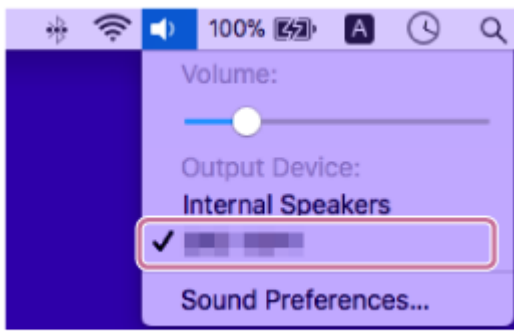 100% A
Volume:
Output Device:
Internal Speakers
Sound Preferences...